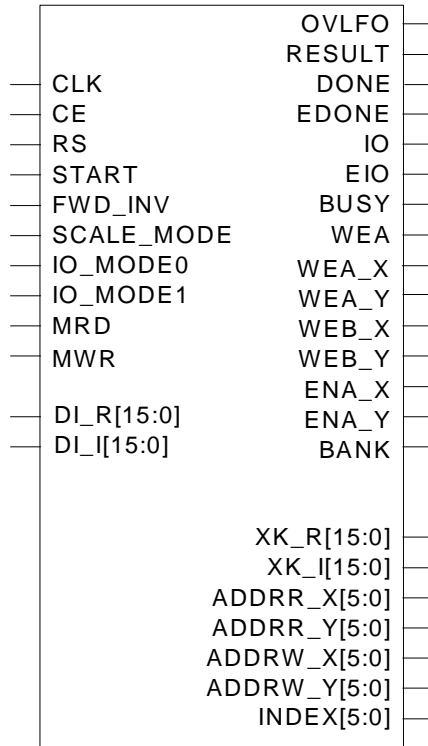 OVLFO
RESULT
CLK DONE
CE EDONE
RS IO
START EIO
FWD_INV BUSY
SCALE_MODE WEA
IO_MODE0 WEA_X
IO_MODE1 WEA_Y
MRD WEB_X
MWR WEB_Y
ENA_X
DI_R[15:0] ENA_Y
DI_I[15:0] BANK
XK_R[15:0]
XK_I[15:0]
ADDRR_X[5:0]
ADDRR_Y[5:0]
ADDRW_X[5:0]
ADDRW_Y[5:0]
INDEX[5:0]